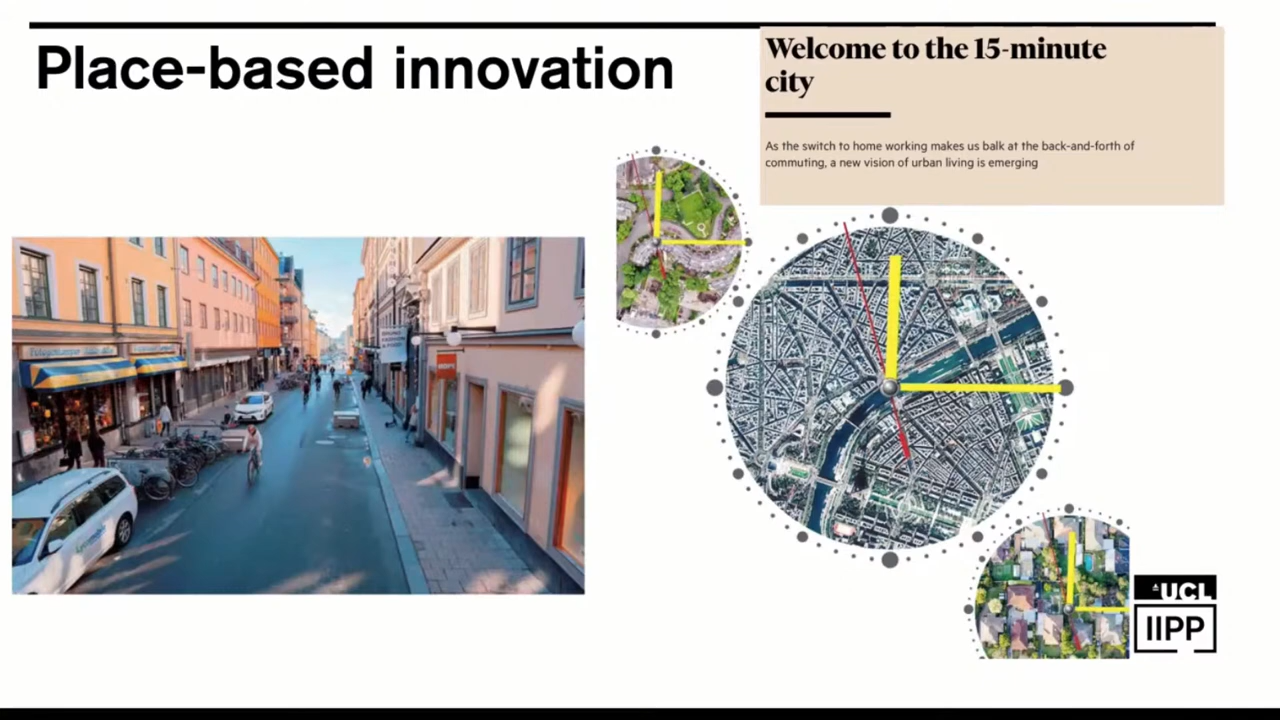 Place-based innovation
Welcome to the 15-minute
city
As the switch to home working makes us balk at the back-and-forth of
commuting, a new vision of urban living is emerging
UCL
IIPP